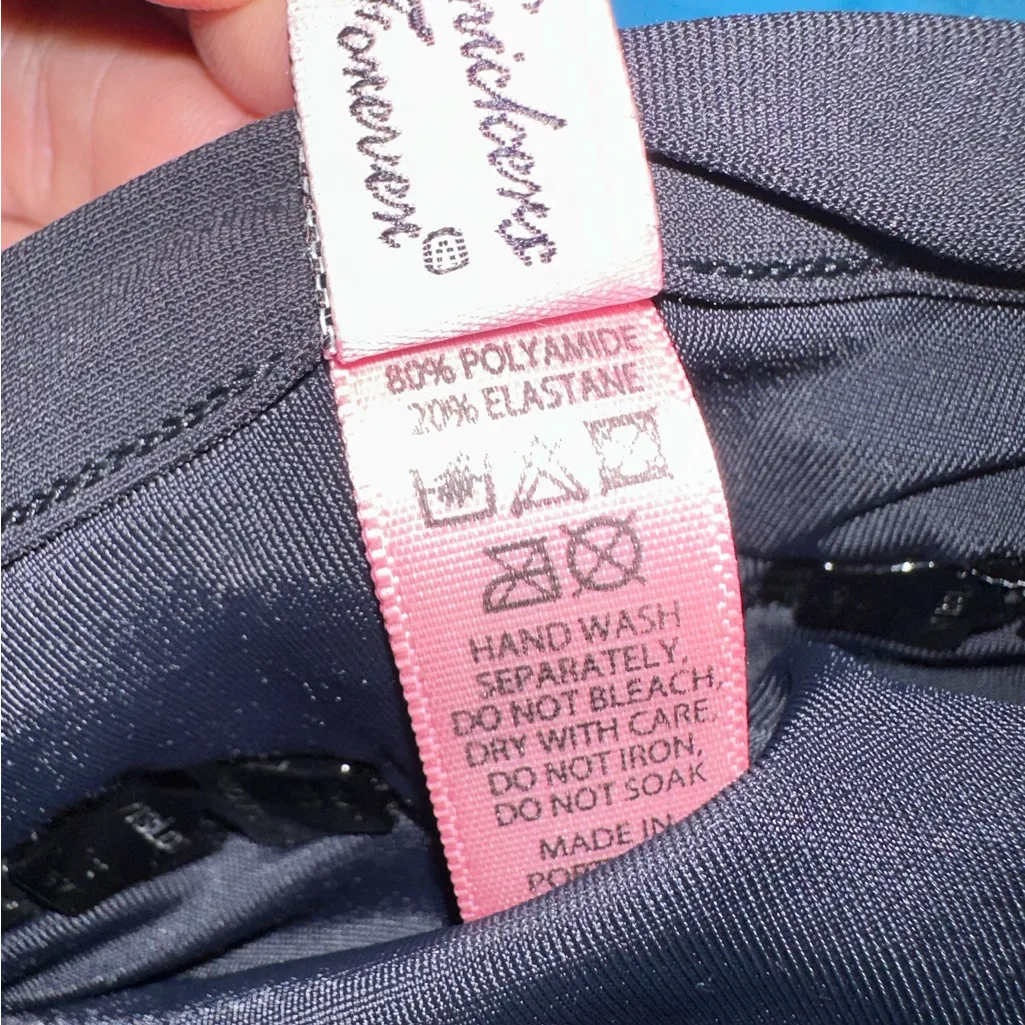 Knickers
Forever
80% POLYAMIDE
20% ELASTANE
HAND WASH
SEPARATELY,
DO NOT BLEACH,
DRY WITH CARE,
DO NOT IRON,
DO NOT SOAK
MADE IN